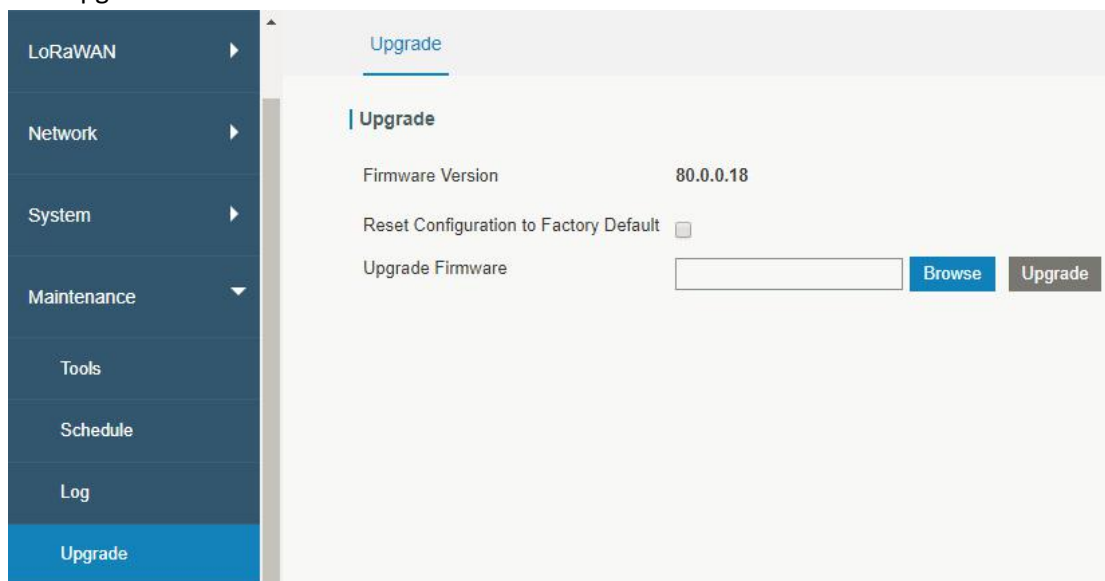 LoRaWAN
Network
System
Maintenance
Tools
Schedule
Log
Upgrade
Upgrade
Upgrade
Firmware Version 80.0.0.18
Reset Configuration to Factory Default
Upgrade Firmware Browse Upgrade